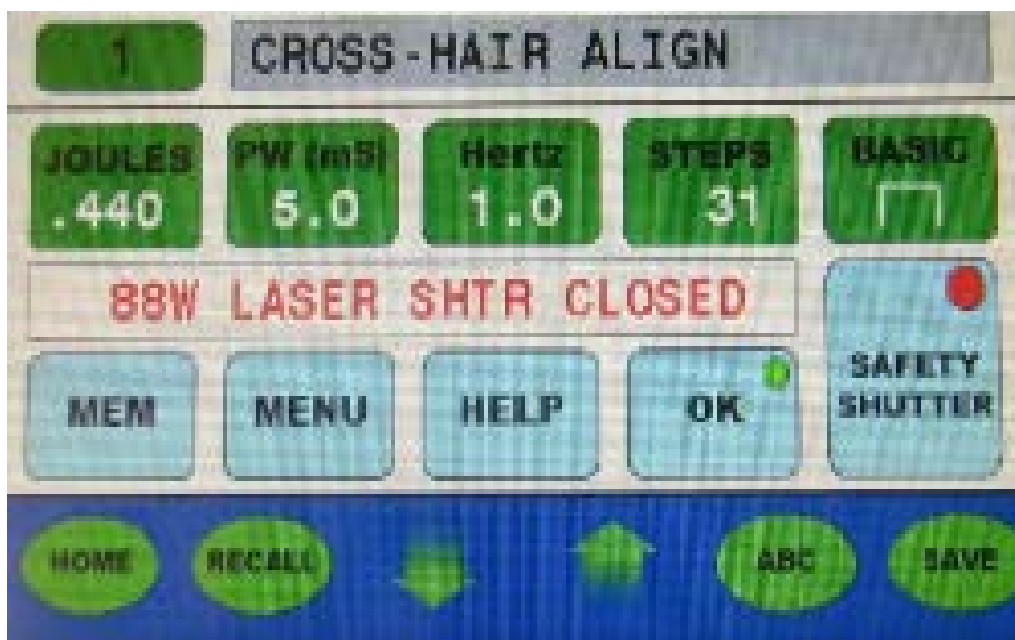 1 CROSS-HAIR ALIGN
JOULES PW (mS) Hertz STEPS BASIC
.440 5.0 1.0 31
88W LASER SHTR CLOSED
SAFETY SHUTTER
MEM MENU HELP OK
HOME RECALL ABC SAVE